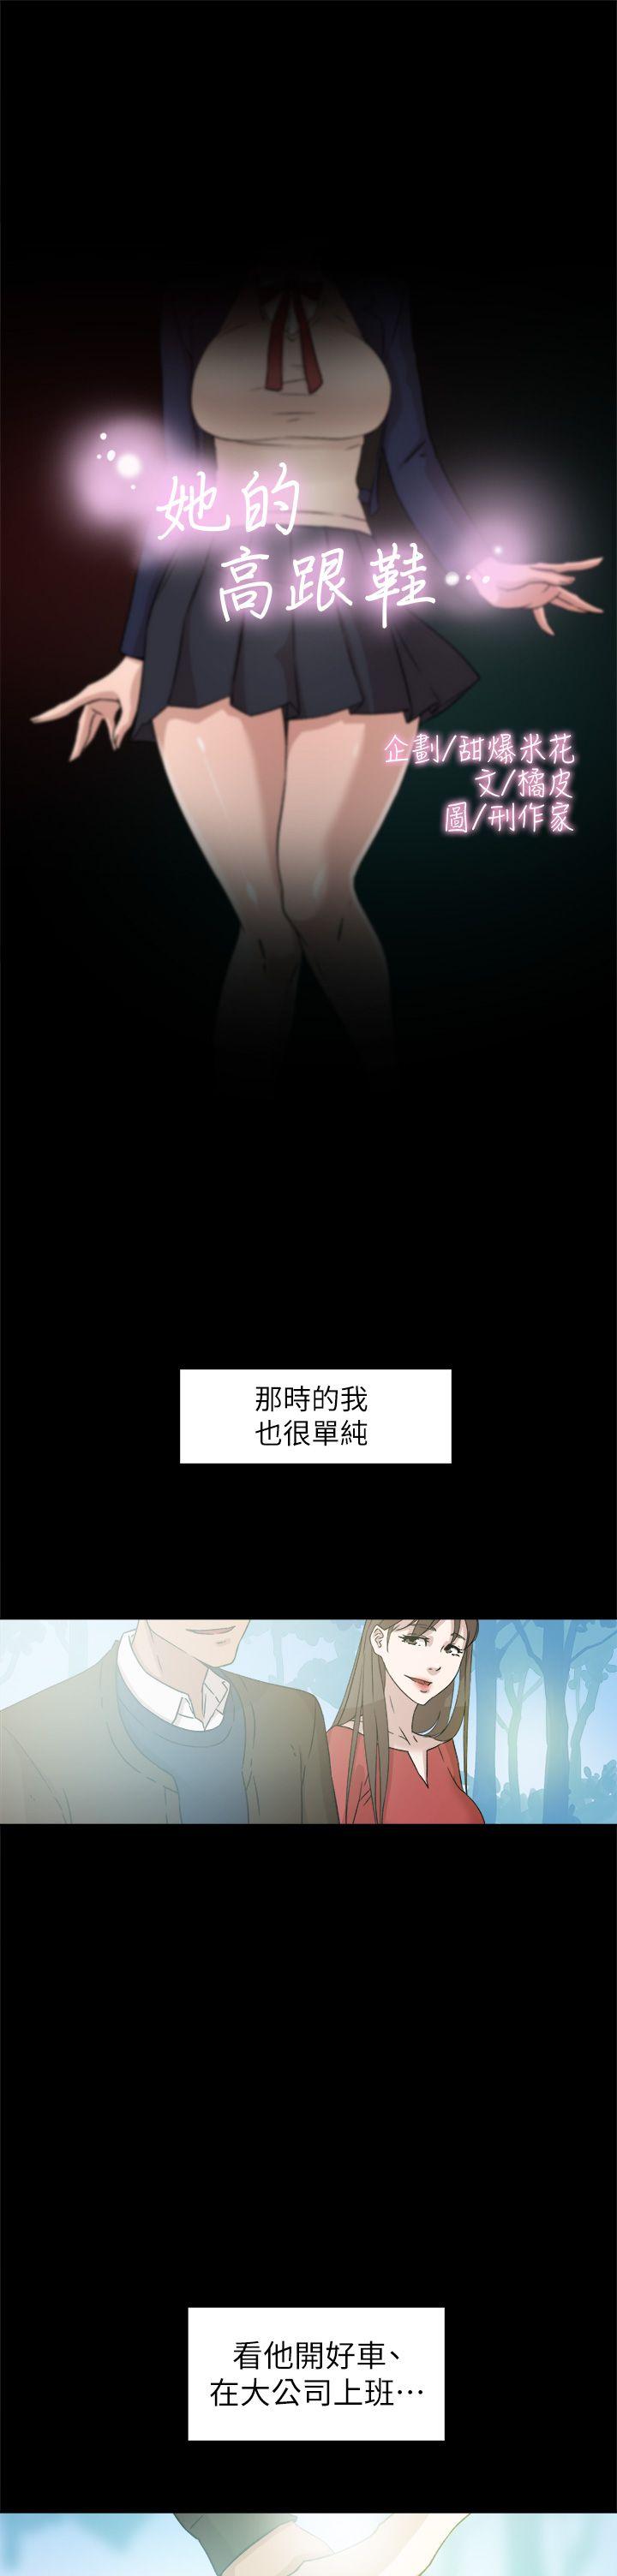 她的
高跟鞋…
企劃/甜爆米花
文/橘皮
圖/刑作家
那時的我
也很單純
看他開好車、
在大公司上班…